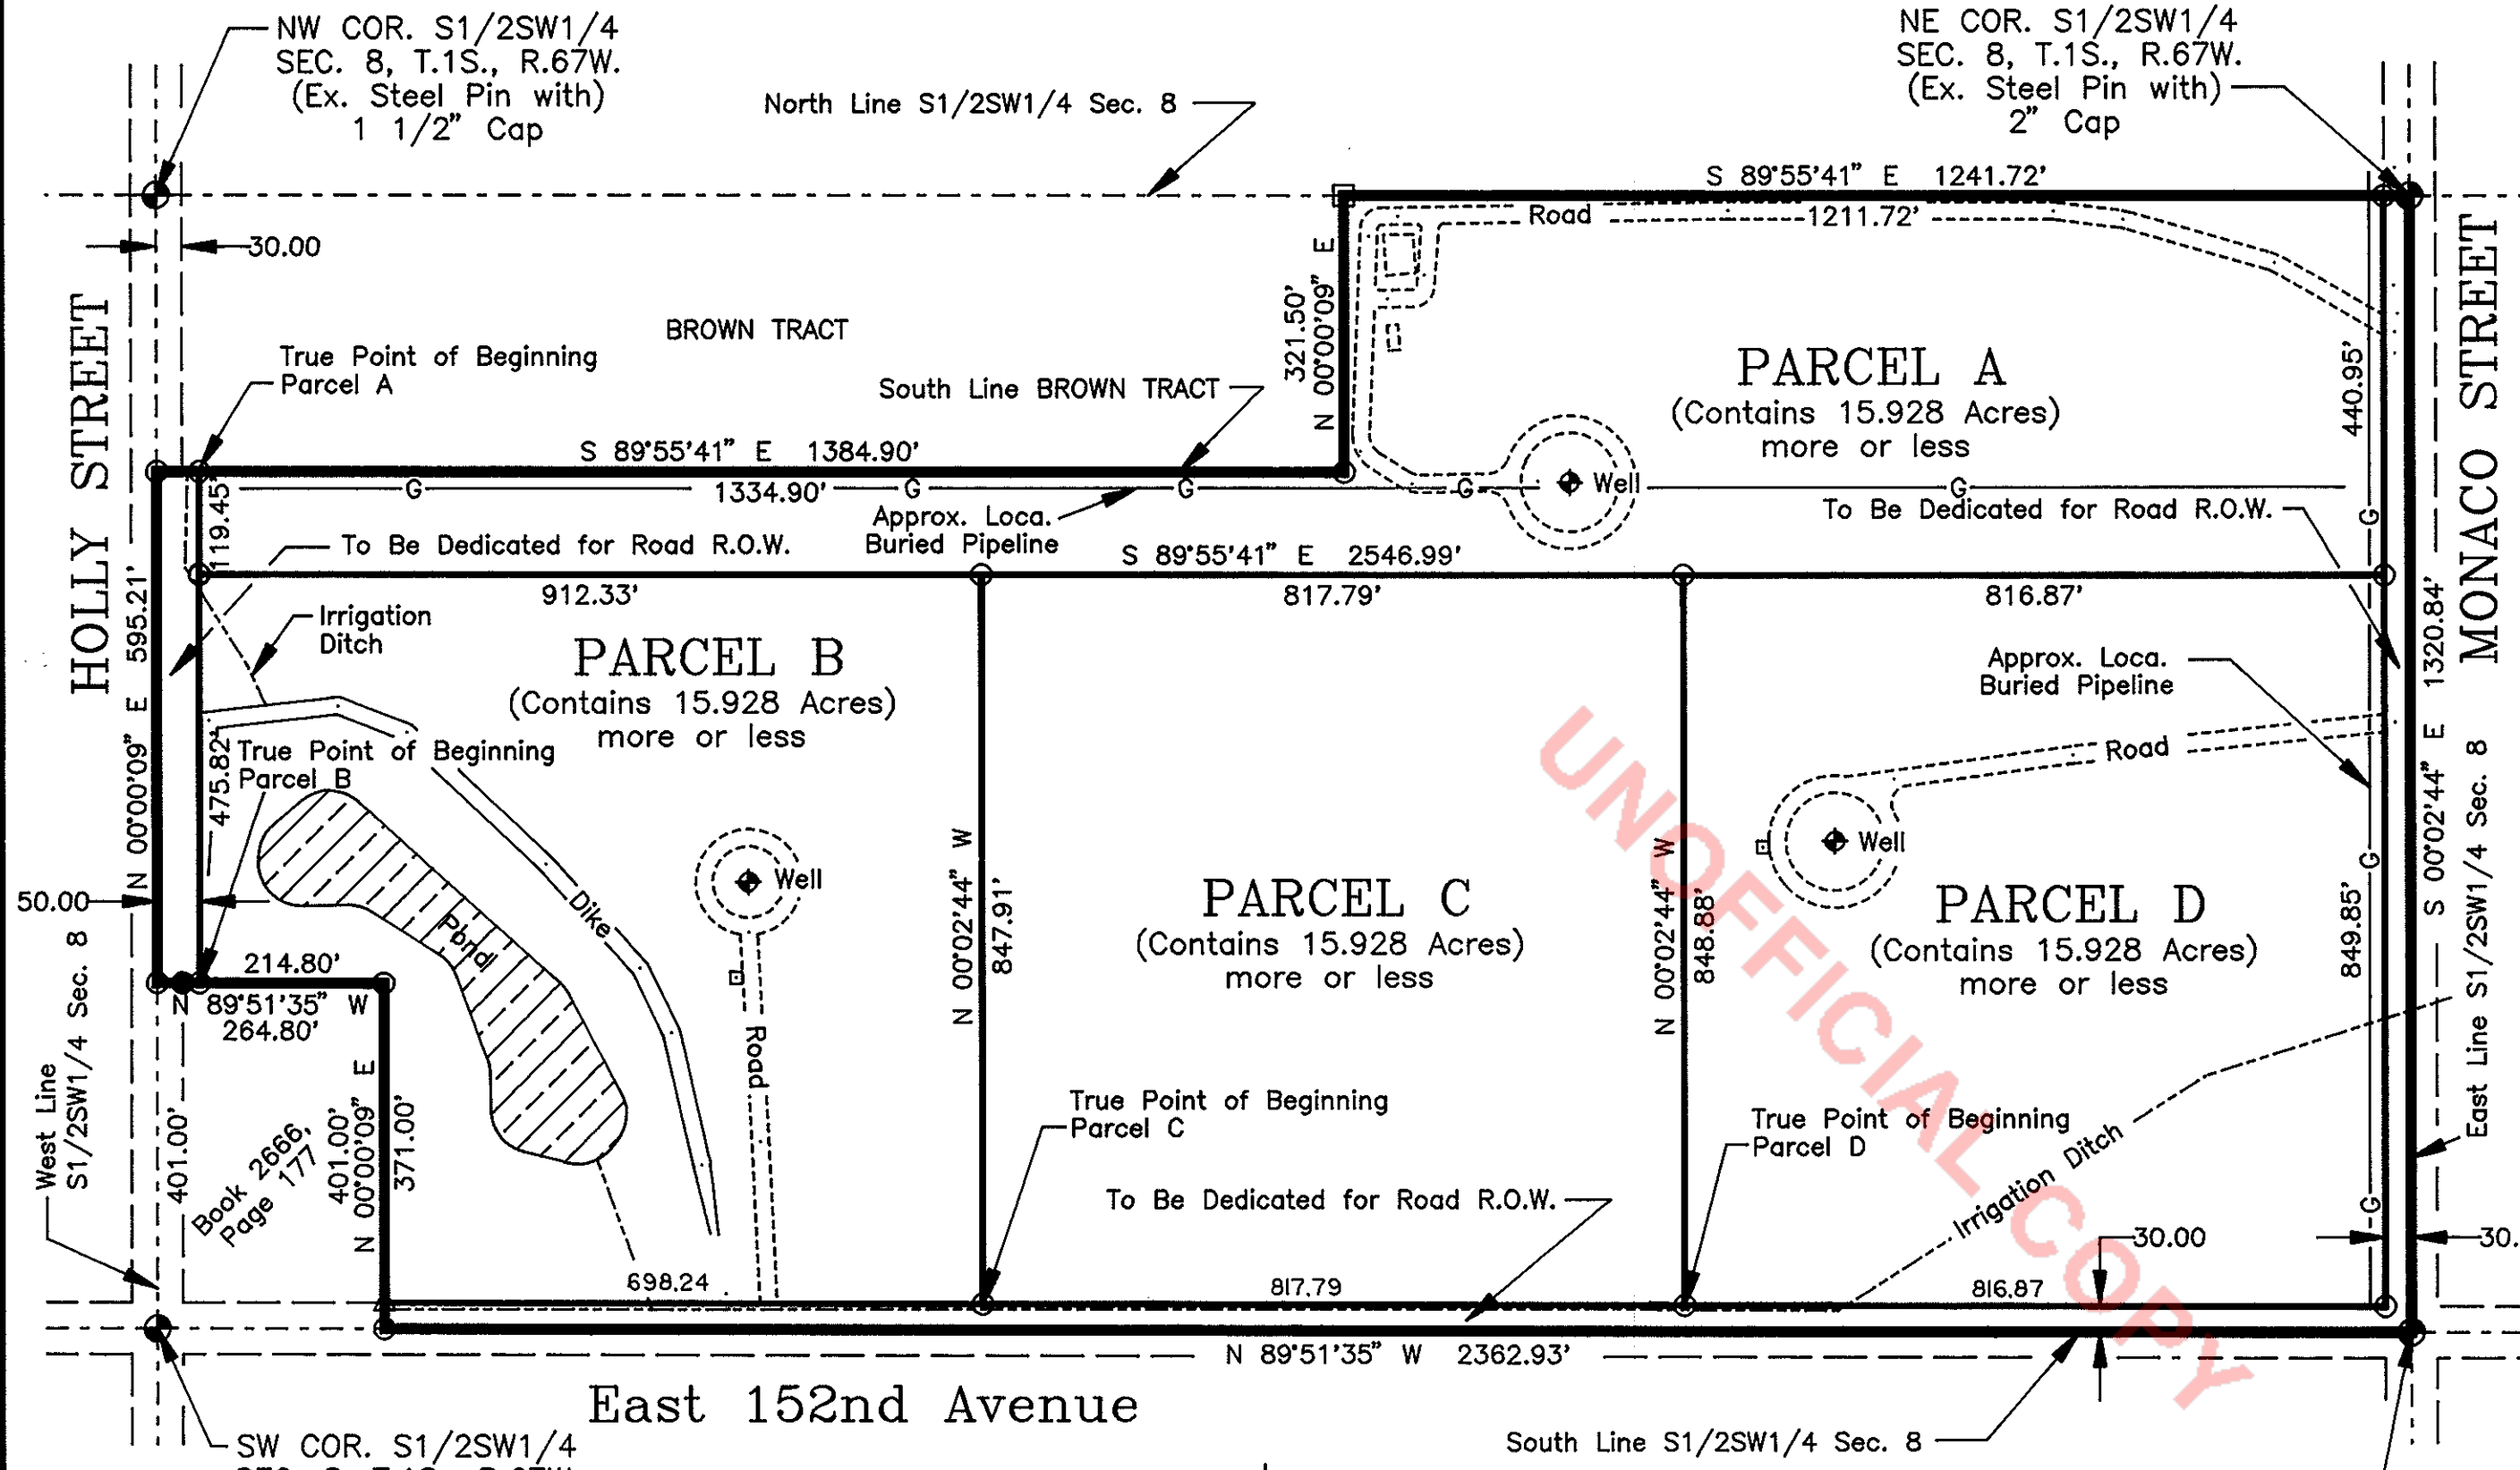 NW COR. S1/2SW1/4
SEC. 8, T.1S., R.67W.
(Ex. Steel Pin with)
1 1/2" Cap
North Line S1/2SW1/4 Sec. 8
NE COR. S1/2SW1/4
SEC. 8, T.1S., R.67W.
(Ex. Steel Pin with)
2" Cap
S 89°55'41" E 1241.72'
Road
1211.72'
30.00
HOLLY STREET
BROWN TRACT
True Point of Beginning
Parcel A
South Line BROWN TRACT
321.50'
N 00°00'09" E
PARCEL A
(Contains 15.928 Acres)
more or less
440.95'
MONACO STREET
S 89°55'41" E 1384.90'
G
1334.90'
G
G
G
Well
G
119.45'
Approx. Loca.
Buried Pipeline
To Be Dedicated for Road R.O.W.
G
To Be Dedicated for Road R.O.W.
S 89°55'41" E 2546.99'
912.33'
817.79'
816.87'
N 00°00'09" E 595.21'
Irrigation
Ditch
PARCEL B
(Contains 15.928 Acres)
more or less
475.82'
True Point of Beginning
Parcel B
Approx. Loca.
Buried Pipeline
Road
S 00°02'44" E 1320.84'
East Line S1/2SW1/4 Sec. 8
Well
Well
G
50.00
Dike
Pond
N 00°02'44" W
847.91'
PARCEL C
(Contains 15.928 Acres)
more or less
N 00°02'44" W
848.88'
PARCEL D
(Contains 15.928 Acres)
more or less
849.85'
214.80'
N 89°51'35" W
264.80'
West Line
S1/2SW1/4 Sec. 8
401.00'
Book 2666,
Page 177
401.00'
N 00°00'09" E
371.00'
Road
True Point of Beginning
Parcel C
True Point of Beginning
Parcel D
Irrigation Ditch
To Be Dedicated for Road R.O.W.
G
30.00
30.
698.24
817.79
816.87
N 89°51'35" W 2362.93'
East 152nd Avenue
SW COR. S1/2SW1/4
South Line S1/2SW1/4 Sec. 8
UNOFFICIAL COPY